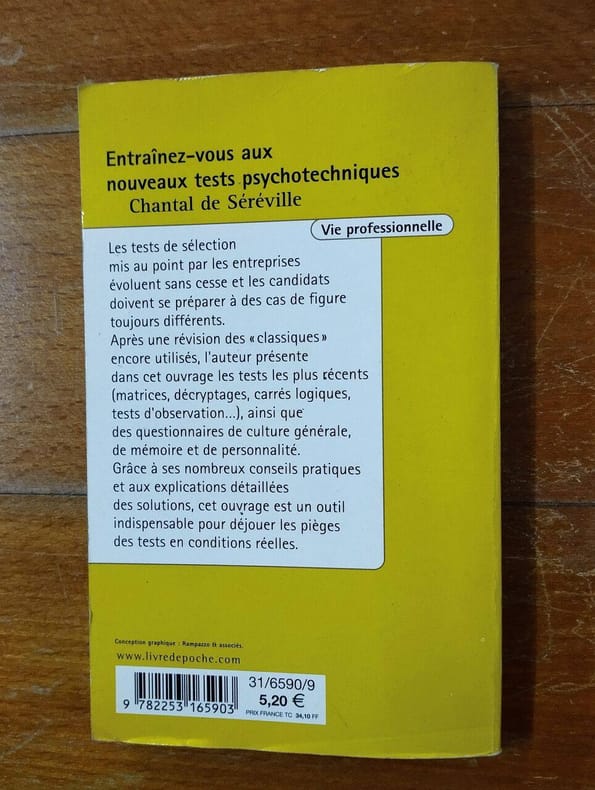 Entraînez-vous aux
nouveaux tests psychotechniques
Chantal de Séréville
Vie professionnelle
Les tests de sélection
mis au point par les entreprises
évoluent sans cesse et les candidats
doivent se préparer à des cas de figure
toujours différents.
Après une révision des «classiques»
encore utilisés, l'auteur présente
dans cet ouvrage les tests les plus récents
(matrices, décryptages, carrés logiques,
tests d'observation...), ainsi que
des questionnaires de culture générale,
de mémoire et de personnalité.
Grâce à ses nombreux conseils pratiques
et aux explications détaillées
des solutions, cet ouvrage est un outil
indispensable pour déjouer les pièges
des tests en conditions réelles.
Conception graphique : Rampazzo & associés.
www.livredepoche.com
9 782253 165903
31/6590/9
5,20 €
PRIX FRANCE TC 34,10 FF